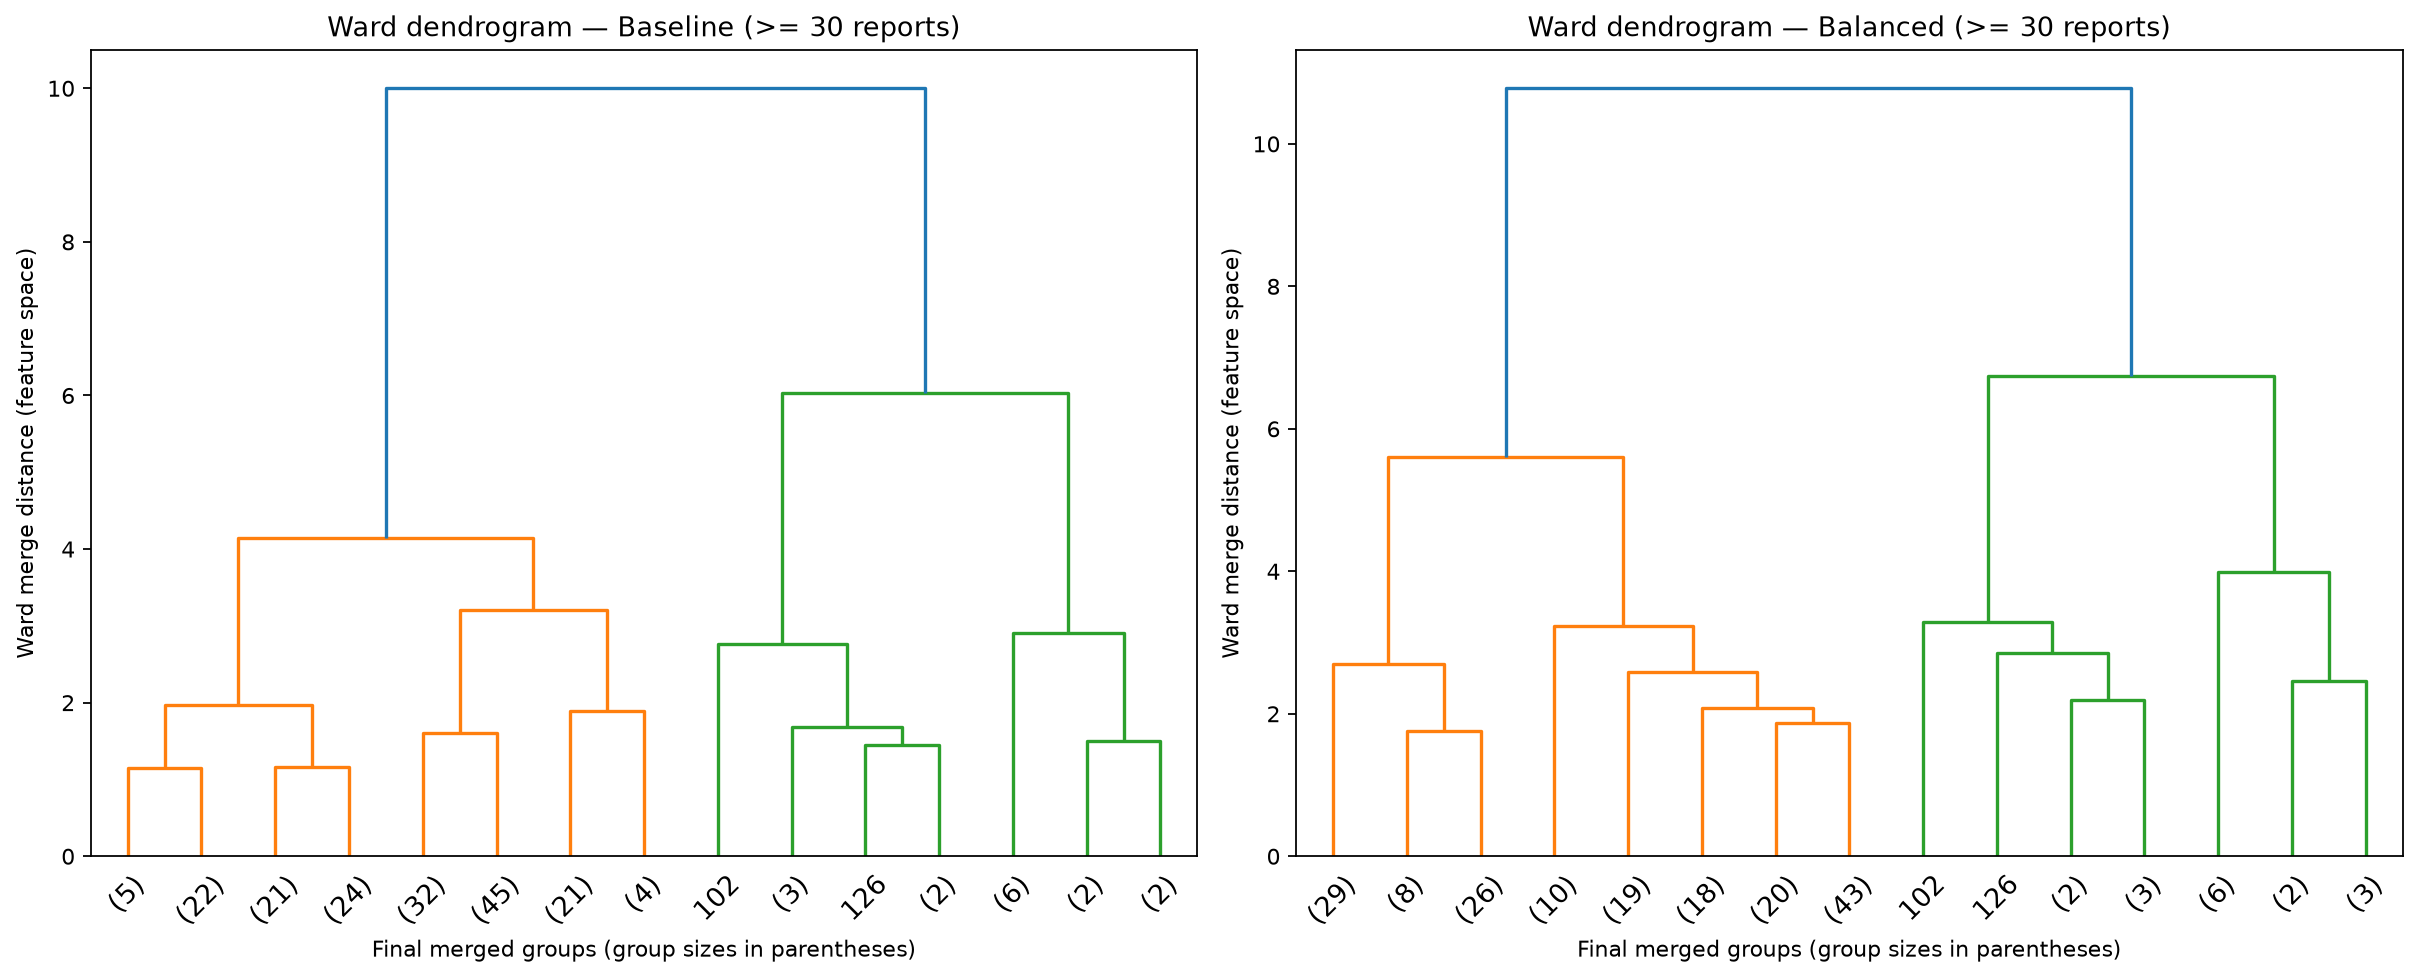 Ward dendrogram — Baseline (>= 30 reports)
Ward merge distance (feature space)
10
8
6
4
2
0
(5) (22) (21) (24) (32) (45) (21) (4) 102 (3) 126 (2) (6) (2) (2)
Final merged groups (group sizes in parentheses)
Ward dendrogram — Balanced (>= 30 reports)
Ward merge distance (feature space)
10
8
6
4
2
0
(29) (8) (26) (10) (19) (18) (20) (43) 102 126 (2) (3) (6) (2) (3)
Final merged groups (group sizes in parentheses)